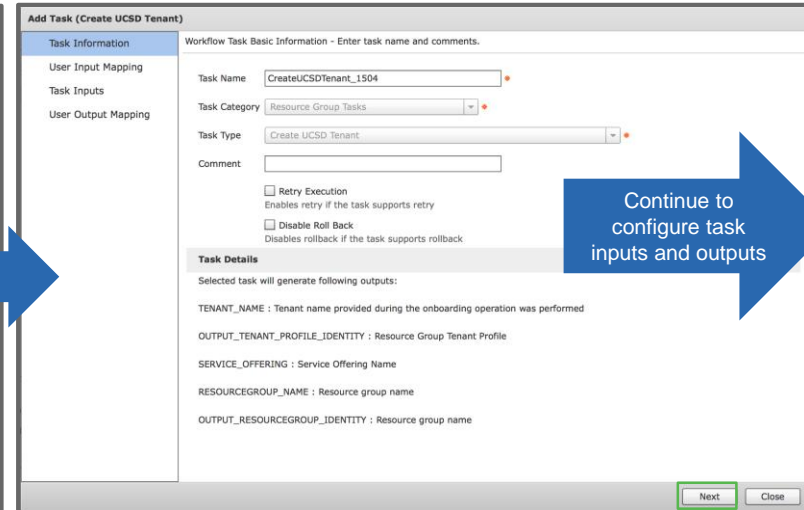 Add Task (Create UCSD Tenant)
Task Information
User Input Mapping
Task Inputs
User Output Mapping
Workflow Task Basic Information - Enter task name and comments.
Task Name CreateUCSDTenant_1504
Task Category Resource Group Tasks
Task Type Create UCSD Tenant
Comment
Retry Execution
Enables retry if the task supports retry
Disable Roll Back
Disables rollback if the task supports rollback
Continue to
configure task
inputs and outputs
Task Details
Selected task will generate following outputs:
TENANT_NAME : Tenant name provided during the onboarding operation was performed
OUTPUT_TENANT_PROFILE_IDENTITY : Resource Group Tenant Profile
SERVICE_OFFERING : Service Offering Name
RESOURCEGROUP_NAME : Resource group name
OUTPUT_RESOURCEGROUP_IDENTITY : Resource group name
Next Close